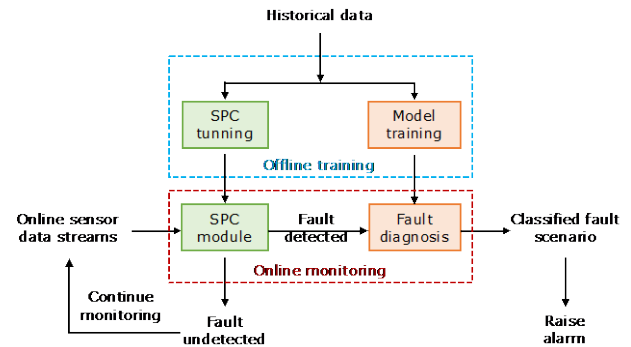 Historical data
SPC
tunning
Model
training
Offline training
Online sensor
data streams
SPC
module
Fault
detected
Fault
diagnosis
Classified fault
scenario
Online monitoring
Continue
monitoring
Fault
undetected
Raise
alarm